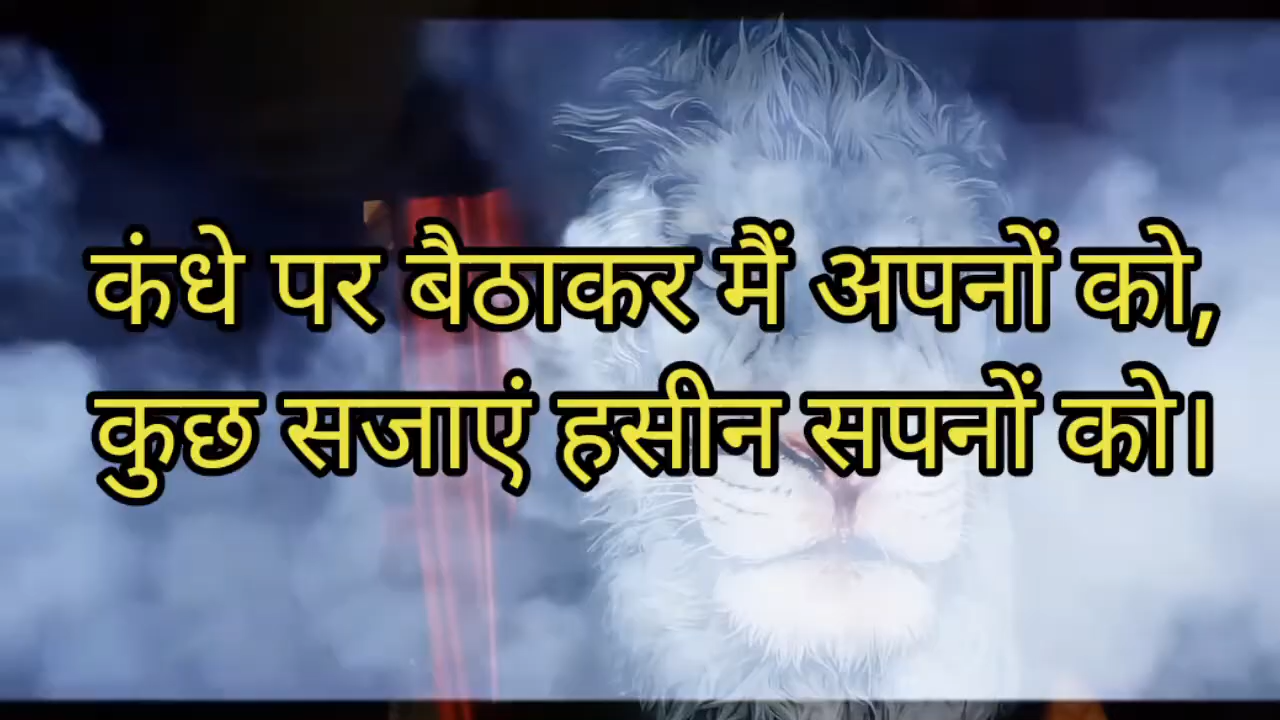 कंधे पर बैठाकर मैं अपनों को,
कुछ सजाएं हसीन सपनों को।